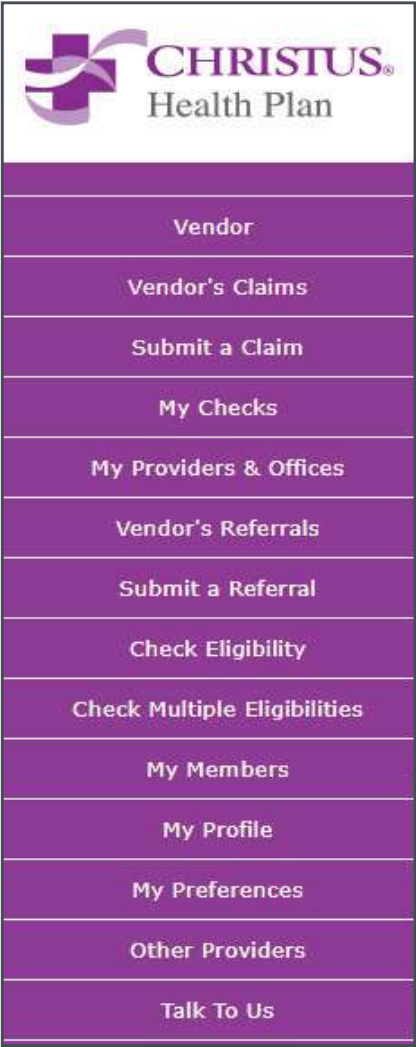 CHRISTUS®
Health Plan
Vendor
Vendor's Claims
Submit a Claim
My Checks
My Providers & Offices
Vendor's Referrals
Submit a Referral
Check Eligibility
Check Multiple Eligibilities
My Members
My Profile
My Preferences
Other Providers
Talk To Us